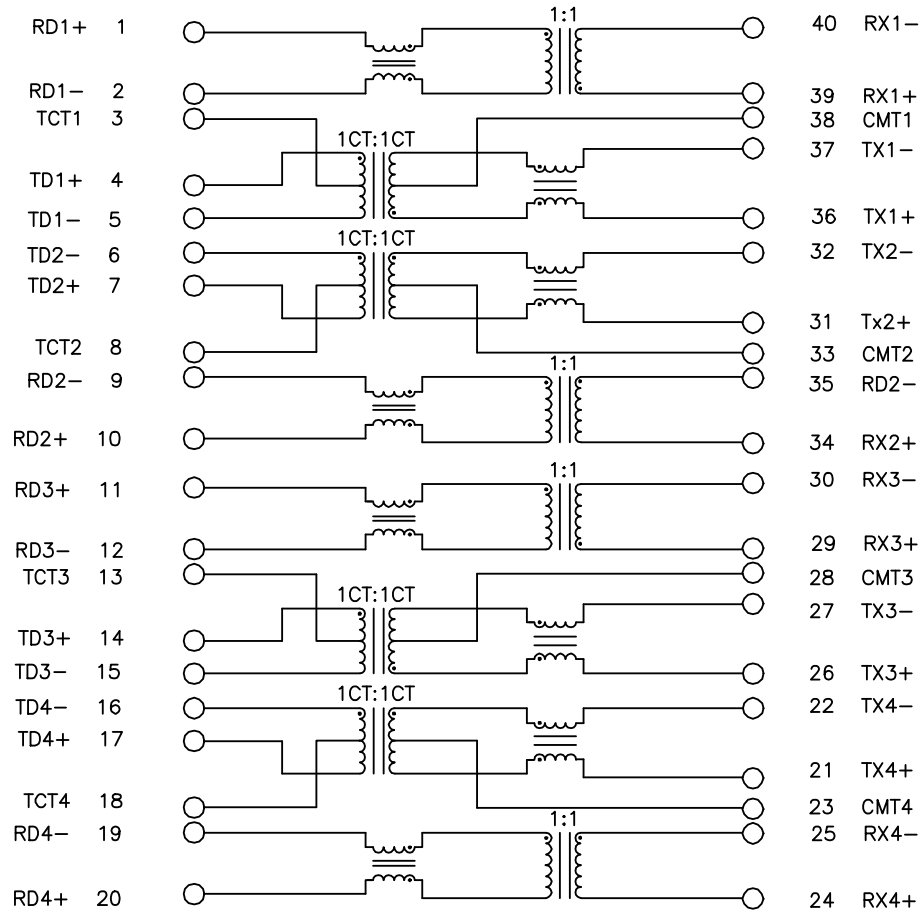 RD1+ 1 1:1 40 RX1−
RD1− 2 39 RX1+
TCT1 3 38 CMT1
1CT:1CT 37 TX1−
TD1+ 4
TD1− 5 36 TX1+
1CT:1CT
TD2− 6 32 TX2−
TD2+ 7
31 Tx2+
TCT2 8 33 CMT2
1:1
RD2− 9 35 RD2−
RD2+ 10 34 RX2+
1:1
RD3+ 11 30 RX3−
RD3− 12 29 RX3+
TCT3 13 28 CMT3
1CT:1CT 27 TX3−
TD3+ 14
TD3− 15 26 TX3+
1CT:1CT
TD4− 16 22 TX4−
TD4+ 17
21 TX4+
TCT4 18 23 CMT4
1:1
RD4− 19 25 RX4−
RD4+ 20 24 RX4+